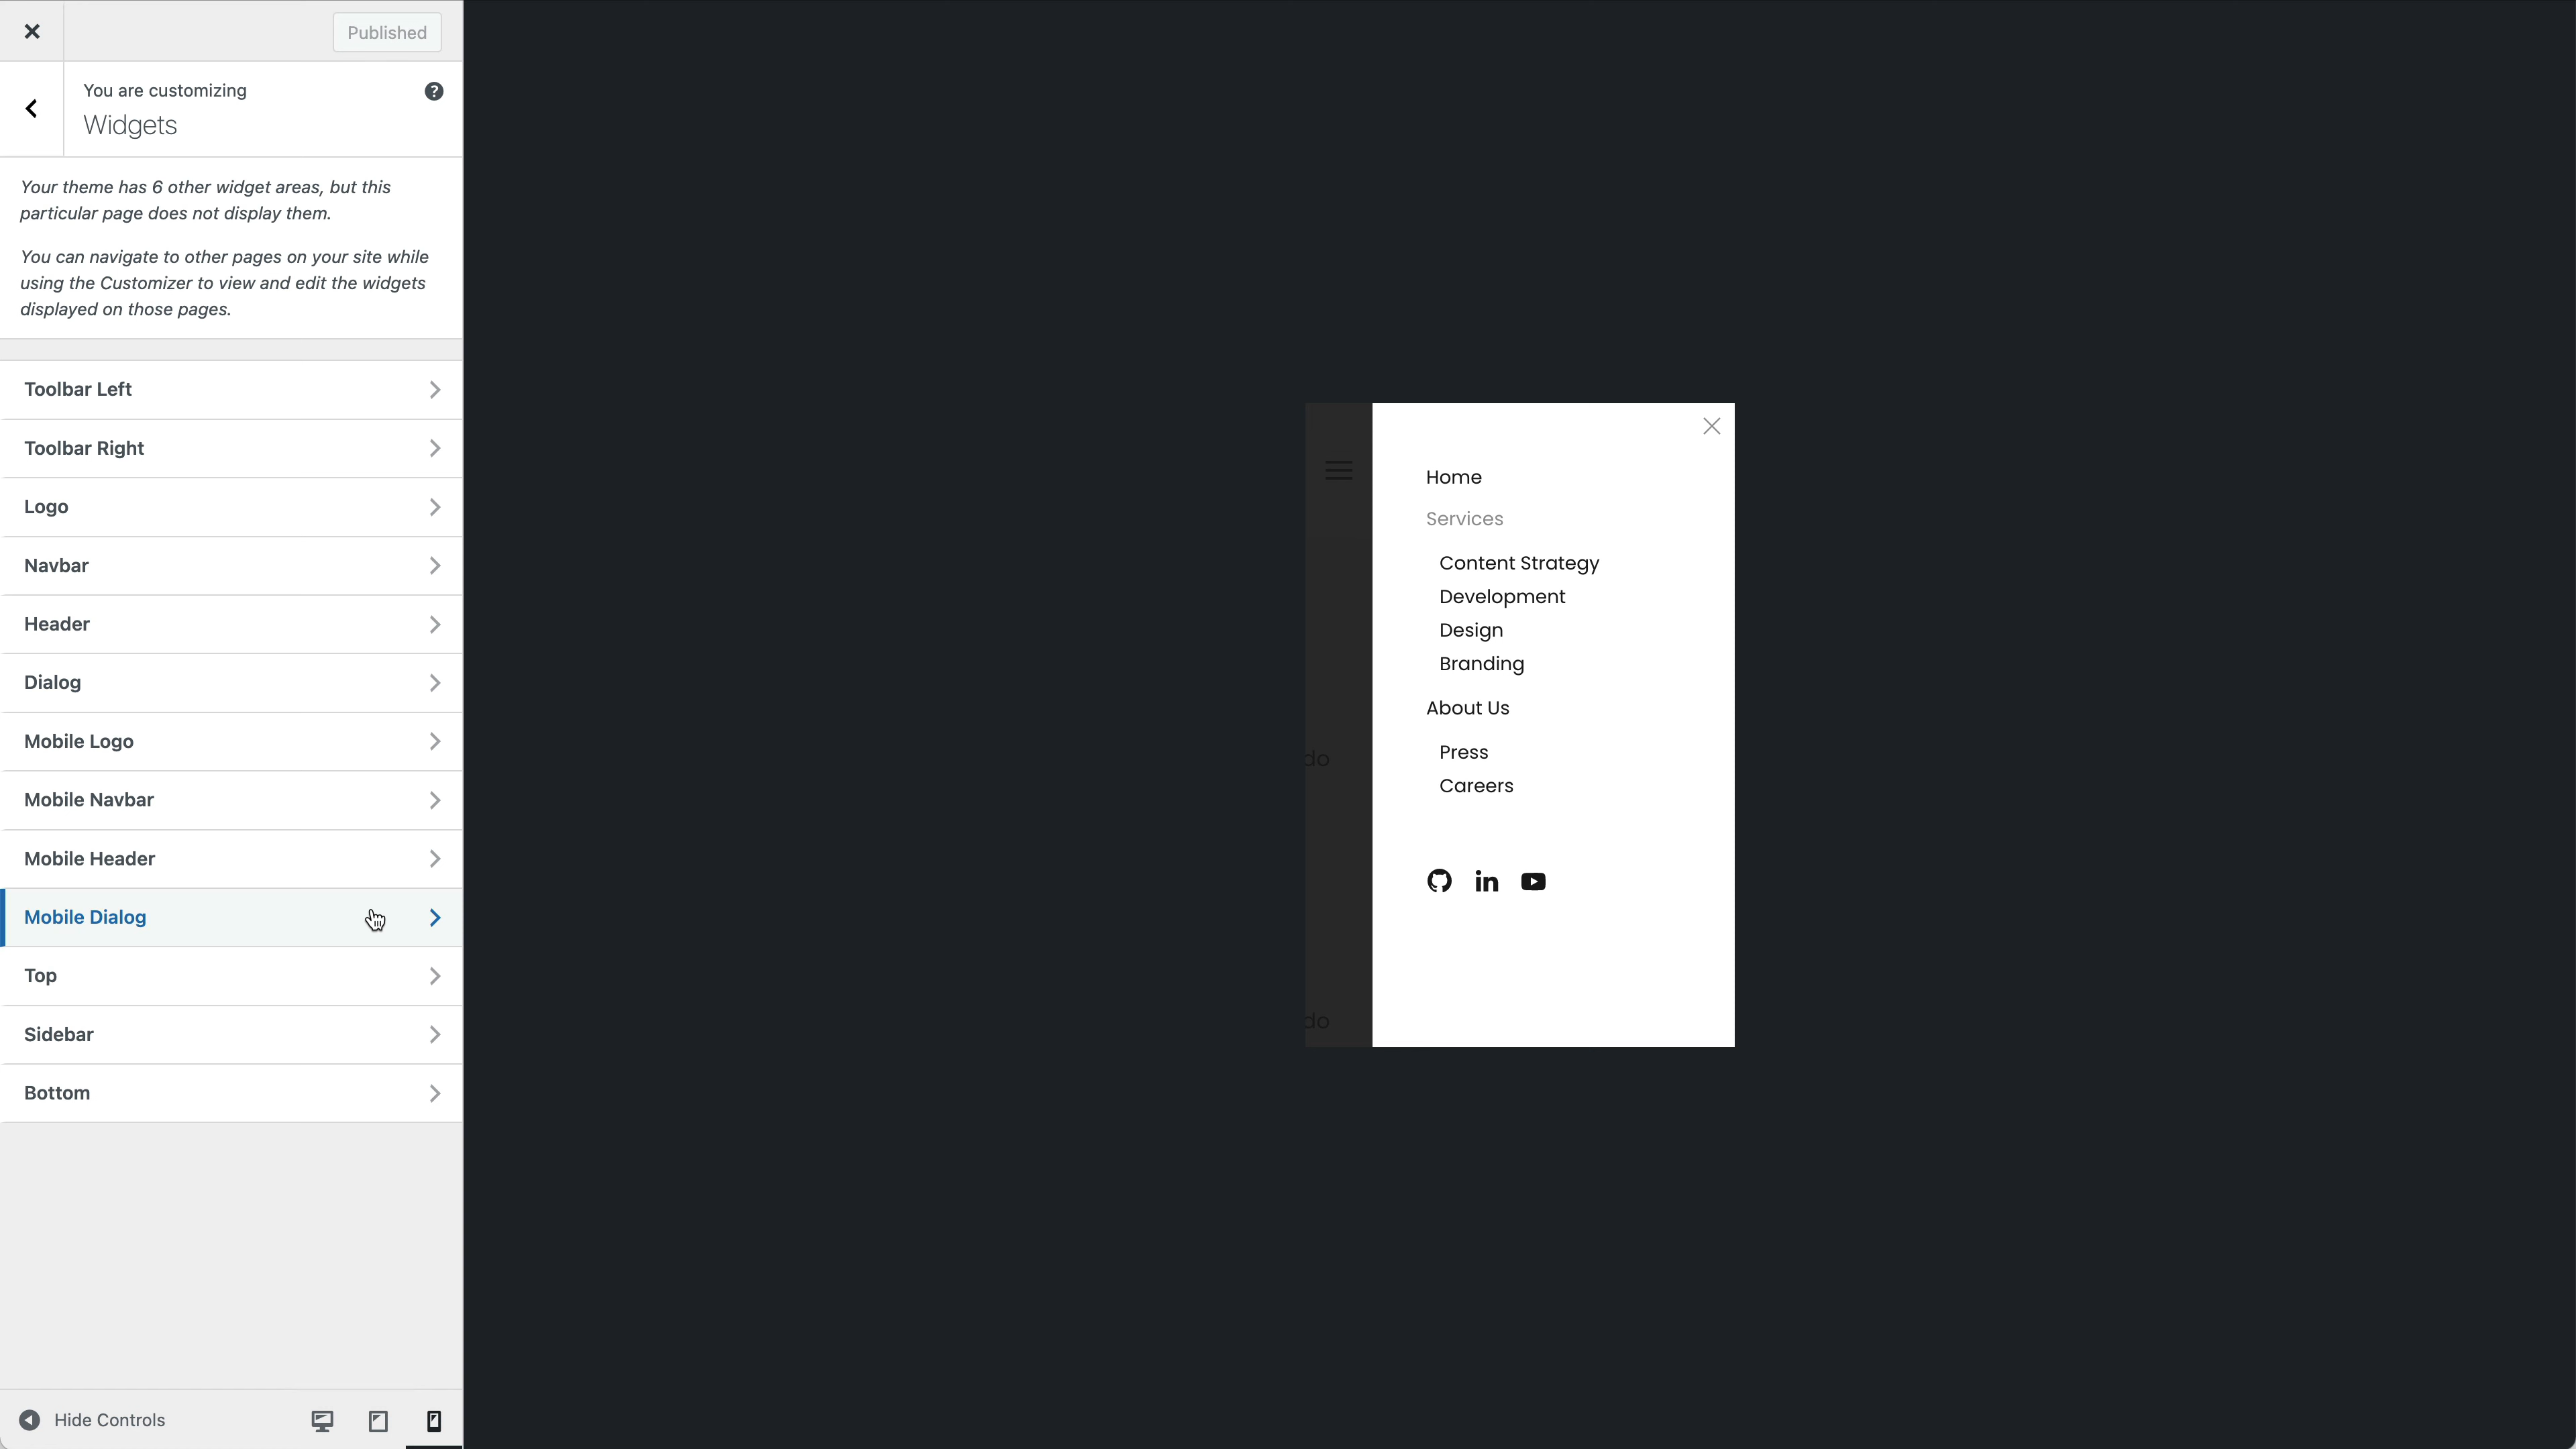 Published
You are customizing
Widgets
Your theme has 6 other widget areas, but this
particular page does not display them.
You can navigate to other pages on your site while
using the Customizer to view and edit the widgets
displayed on those pages.
Toolbar Left
Toolbar Right
Logo
Navbar
Header
Dialog
Mobile Logo
Mobile Navbar
Mobile Header
Mobile Dialog
Top
Sidebar
Bottom
Hide Controls
Home
Services
Content Strategy
Development
Design
Branding
About Us
Press
Careers
in
do
do